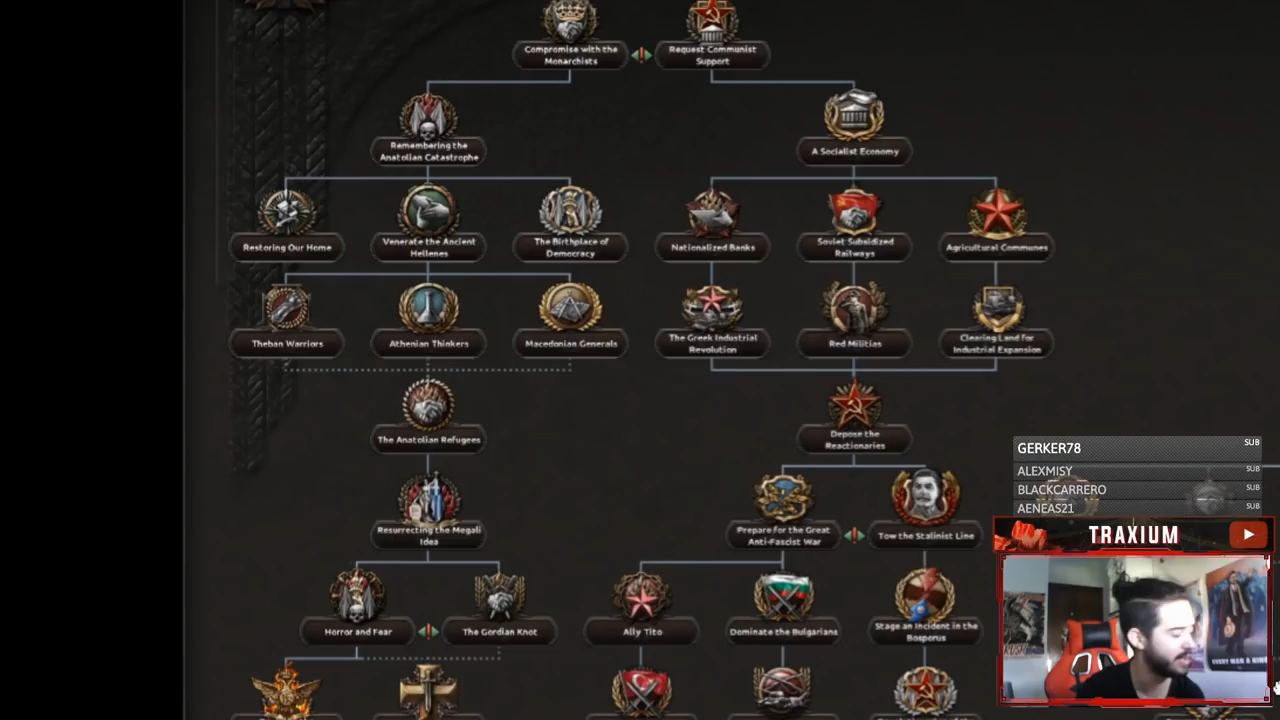 Compromise with the
Monarchists
Request Communist
Support
Remembering the
Anatolian Catastrophe
A Socialist Economy
Restoring Our Home
Venerate the Ancient
Hellenes
The Birthplace of
Democracy
Nationalized Banks
Soviet Subsidized
Railways
Agricultural Communes
Theban Warriors
Athenian Thinkers
Macedonian Generals
The Greek Industrial
Revolution
Red Militias
Clearing Land for
Industrial Expansion
The Anatolian Refugees
Depose the
Reactionaries
Resurrecting the Megali
Idea
Prepare for the Great
Anti-Fascist War
Tow the Stalinist Line
Horror and Fear
The Gordian Knot
Ally Tito
Dominate the Bulgarians
Stage an Incident in the
Bosporus
GERKER78 SUB
ALEXMISY SUB
BLACKCARRERO SUB
AENEAS21 SUB
TRAXIUM
EVERY MAN A KING